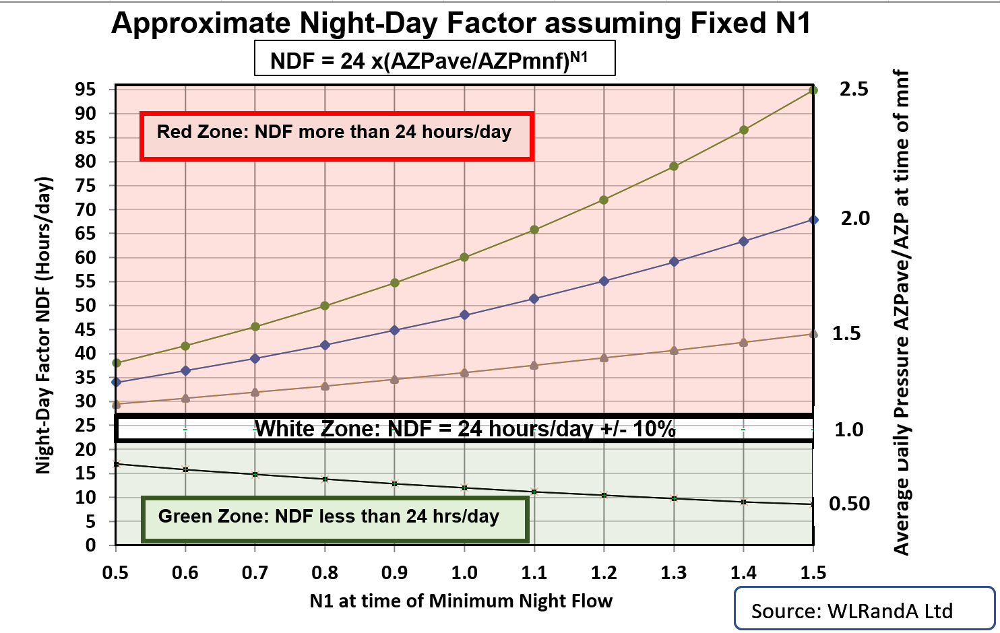 Approximate Night-Day Factor assuming Fixed N1
NDF = 24 x(AZPave/AZPmnf)^N1
95
90
85
80
75
70
65
60
55
50
45
40
35
30
25
20
15
10
5
0
Night-Day Factor NDF (Hours/day)
Red Zone: NDF more than 24 hours/day
White Zone: NDF = 24 hours/day +/- 10%
Green Zone: NDF less than 24 hrs/day
2.5
2.0
1.5
1.0
0.50
Average Daily Pressure AZPave/AZP at time of mnf
0.5 0.6 0.7 0.8 0.9 1.0 1.1 1.2 1.3 1.4 1.5
N1 at time of Minimum Night Flow
Source: WLRandA Ltd